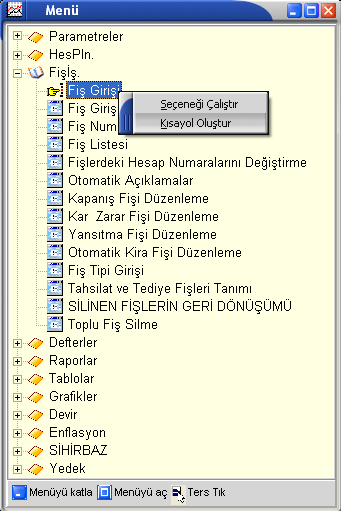 Menü
Parametreler
HesPln.
Fişİş.
Fiş Girişi
Seçeneği Çalıştır
Fiş Giriş
Kısayol Oluştur
Fiş Num
Fiş Listesi
Fişlerdeki Hesap Numaralarını Değiştirme
Otomatik Açıklamalar
Kapanış Fişi Düzenleme
Kar Zarar Fişi Düzenleme
Yansıtma Fişi Düzenleme
Otomatik Kira Fişi Düzenleme
Fiş Tipi Girişi
Tahsilat ve Tediye Fişleri Tanımı
SİLİNEN FİŞLERİN GERİ DÖNÜŞÜMÜ
Toplu Fiş Silme
Defterler
Raporlar
Tablolar
Grafikler
Devir
Enflasyon
SİHİRBAZ
Yedek
Menüyü katla Menüyü aç Ters Tık